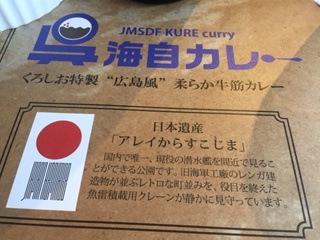 JMSDF-KURE curry
海自カレー
くろしお特製 "広島風" 柔らか牛筋カレー
日本遺産
「アレイからすこじま」
国内で唯一、現役の潜水艦を間近で見るこ
とができる公園です。旧海軍工廠のレンガ建
造物が並ぶレトロな町並みを、役目を終えた
魚雷積載用クレーンが静かに見守っています。